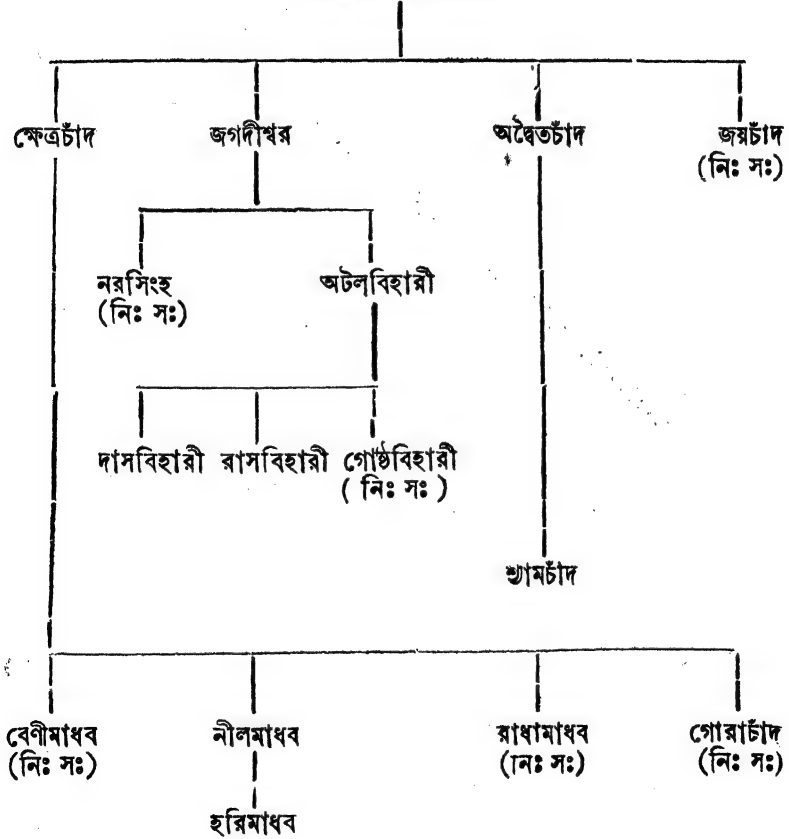 ক্ষেত্রচাঁদ জগদীশ্বর অদ্বৈতচাঁদ জয়চাঁদ
(নিঃ সঃ)
নরসিংহ অটলবিহারী
(নিঃ সঃ)
দাসবিহারী রাসবিহারী গোষ্ঠবিহারী
( নিঃ সঃ )
শ্যামচাঁদ
বেণীমাধব নীলমাধব রাধামাধব গোরাচাঁদ
(নিঃ সঃ) (নিঃ সঃ) (নিঃ সঃ)
হরিমাধব